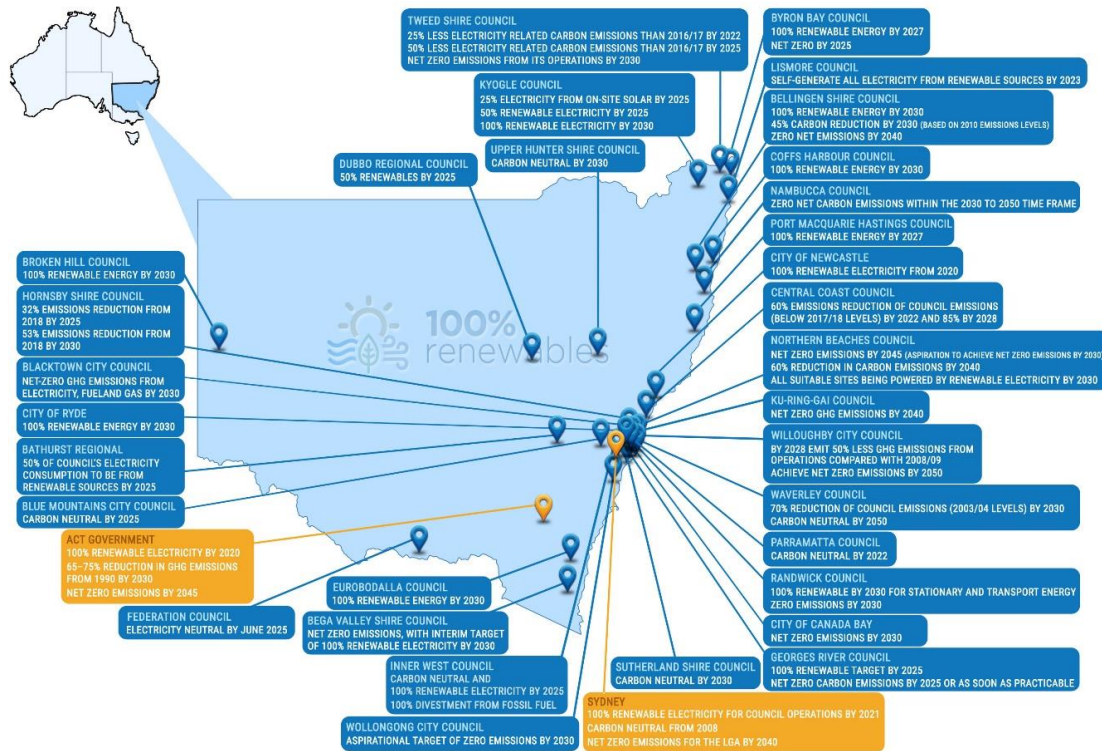 TWEED SHIRE COUNCIL
25% LESS ELECTRICITY RELATED CARBON EMISSIONS THAN 2016/17 BY 2022
50% LESS ELECTRICITY RELATED CARBON EMISSIONS THAN 2016/17 BY 2025
NET ZERO EMISSIONS FROM ITS OPERATIONS BY 2030
KYOGLE COUNCIL
25% ELECTRICITY FROM ON-SITE SOLAR BY 2025
50% RENEWABLE ELECTRICITY BY 2025
100% RENEWABLE ELECTRICITY BY 2030
UPPER HUNTER SHIRE COUNCIL
CARBON NEUTRAL BY 2030
DUBBO REGIONAL COUNCIL
50% RENEWABLES BY 2025
BYRON BAY COUNCIL
100% RENEWABLE ENERGY BY 2027
NET ZERO BY 2025
LISMORE COUNCIL
SELF-GENERATE ALL ELECTRICITY FROM RENEWABLE SOURCES BY 2023
BELLINGEN SHIRE COUNCIL
100% RENEWABLE ENERGY BY 2030
45% CARBON REDUCTION BY 2030 (BASED ON 2010 EMISSIONS LEVELS)
ZERO NET EMISSIONS BY 2040
COFFS HARBOUR COUNCIL
100% RENEWABLE ENERGY BY 2030
NAMBUCCA COUNCIL
ZERO NET CARBON EMISSIONS WITHIN THE 2030 TO 2050 TIME FRAME
PORT MACQUARIE HASTINGS COUNCIL
100% RENEWABLE ENERGY BY 2027
CITY OF NEWCASTLE
100% RENEWABLE ELECTRICITY FROM 2020
CENTRAL COAST COUNCIL
60% EMISSIONS REDUCTION OF COUNCIL EMISSIONS
(BELOW 2017/18 LEVELS) BY 2022 AND 85% BY 2028
NORTHERN BEACHES COUNCIL
NET ZERO EMISSIONS BY 2045 (ASPIRATION TO ACHIEVE NET ZERO EMISSIONS BY 2030)
60% REDUCTION IN CARBON EMISSIONS BY 2040
ALL SUITABLE SITES BEING POWERED BY RENEWABLE ELECTRICITY BY 2030
KU-RING-GAI COUNCIL
NET ZERO GHG EMISSIONS BY 2040
WILLOUGHBY CITY COUNCIL
BY 2028 EMIT 50% LESS GHG EMISSIONS FROM
OPERATIONS COMPARED WITH 2008/09
ACHIEVE NET ZERO EMISSIONS BY 2050
WAVERLEY COUNCIL
70% REDUCTION OF COUNCIL EMISSIONS (2003/04 LEVELS) BY 2030
CARBON NEUTRAL BY 2050
PARRAMATTA COUNCIL
CARBON NEUTRAL BY 2022
RANDWICK COUNCIL
100% RENEWABLE BY 2030 FOR STATIONARY AND TRANSPORT ENERGY
ZERO EMISSIONS BY 2030
CITY OF CANADA BAY
NET ZERO EMISSIONS BY 2030
GEORGES RIVER COUNCIL
100% RENEWABLE TARGET BY 2025
NET ZERO CARBON EMISSIONS BY 2025 OR AS SOON AS PRACTICABLE
100%
renewables
BROKEN HILL COUNCIL
100% RENEWABLE ENERGY BY 2030
HORNSBY SHIRE COUNCIL
32% EMISSIONS REDUCTION FROM
2018 BY 2025
53% EMISSIONS REDUCTION FROM
2018 BY 2030
BLACKTOWN CITY COUNCIL
NET-ZERO GHG EMISSIONS FROM
ELECTRICITY, FUELAND GAS BY 2030
CITY OF RYDE
100% RENEWABLE ENERGY BY 2030
BATHURST REGIONAL
50% OF COUNCIL'S ELECTRICITY
CONSUMPTION TO BE FROM
RENEWABLE SOURCES BY 2025
BLUE MOUNTAINS CITY COUNCIL
CARBON NEUTRAL BY 2025
ACT GOVERNMENT
100% RENEWABLE ELECTRICITY BY 2020
65–75% REDUCTION IN GHG EMISSIONS
FROM 1990 BY 2030
NET ZERO EMISSIONS BY 2045
FEDERATION COUNCIL
ELECTRICITY NEUTRAL BY JUNE 2025
EUROBODALLA COUNCIL
100% RENEWABLE ENERGY BY 2030
BEGA VALLEY SHIRE COUNCIL
NET ZERO EMISSIONS, WITH INTERIM TARGET
OF 100% RENEWABLE ELECTRICITY BY 2030
INNER WEST COUNCIL
CARBON NEUTRAL AND
100% RENEWABLE ELECTRICITY BY 2025
100% DIVESTMENT FROM FOSSIL FUEL
WOLLONGONG CITY COUNCIL
ASPIRATIONAL TARGET OF ZERO EMISSIONS BY 2030
SUTHERLAND SHIRE COUNCIL
CARBON NEUTRAL BY 2030
SYDNEY
100% RENEWABLE ELECTRICITY FOR COUNCIL OPERATIONS BY 2021
CARBON NEUTRAL FROM 2008
NET ZERO EMISSIONS FOR THE LGA BY 2040